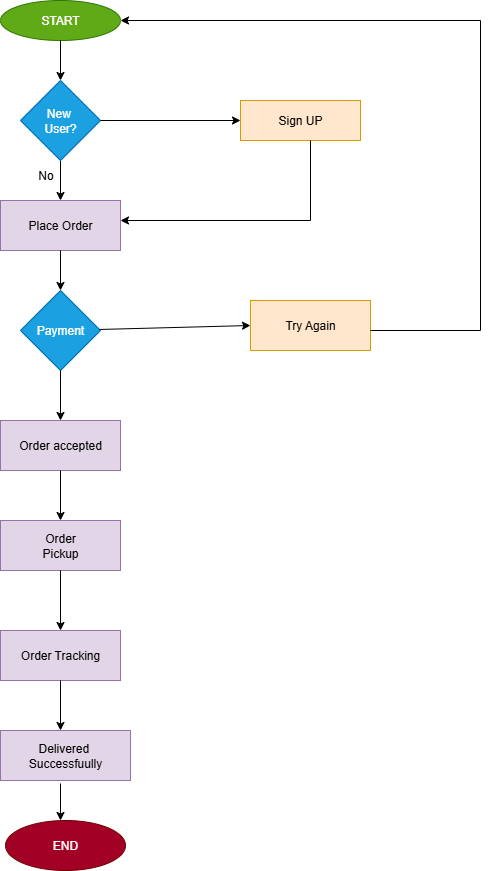 START
New
User?
Sign UP
No
Place Order
Payment
Try Again
Order accepted
Order
Pickup
Order Tracking
Delivered
Successfuully
END